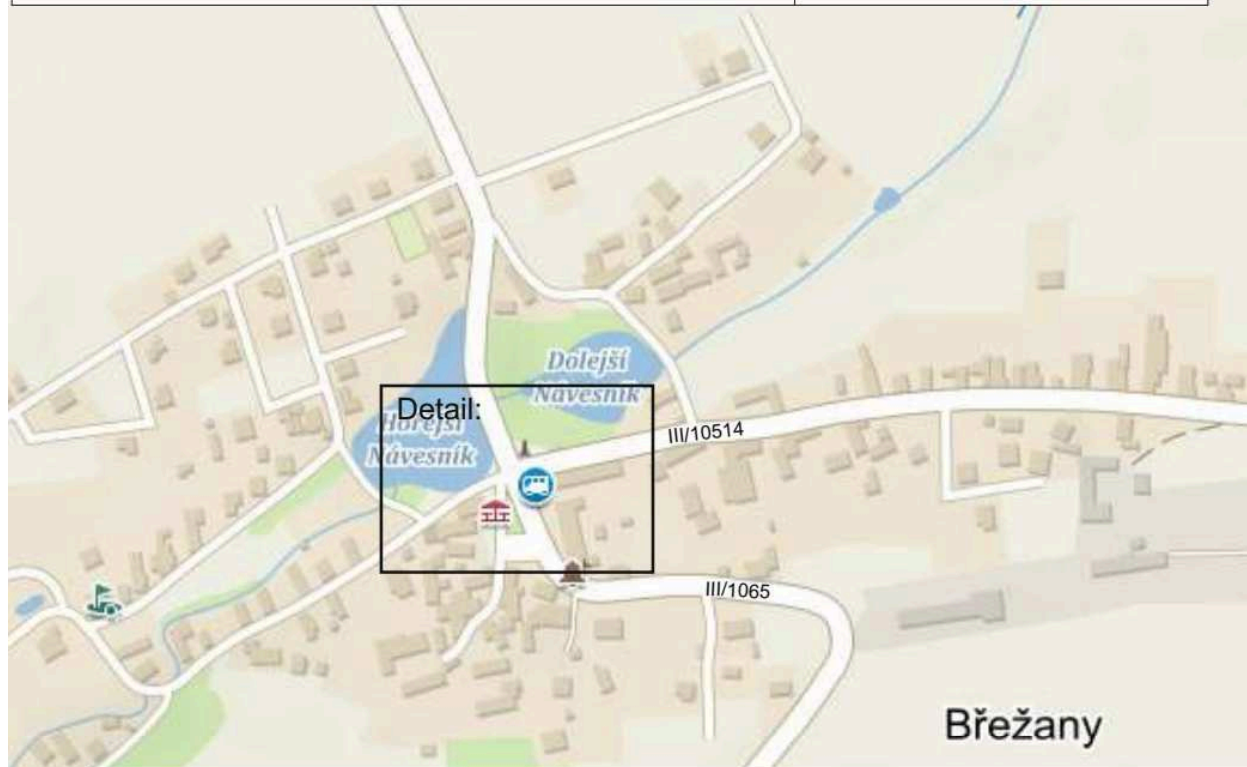 Dolejší
Návesník
Detail:
Hořejší
Návesník
III/10514
III/1065
Břežany